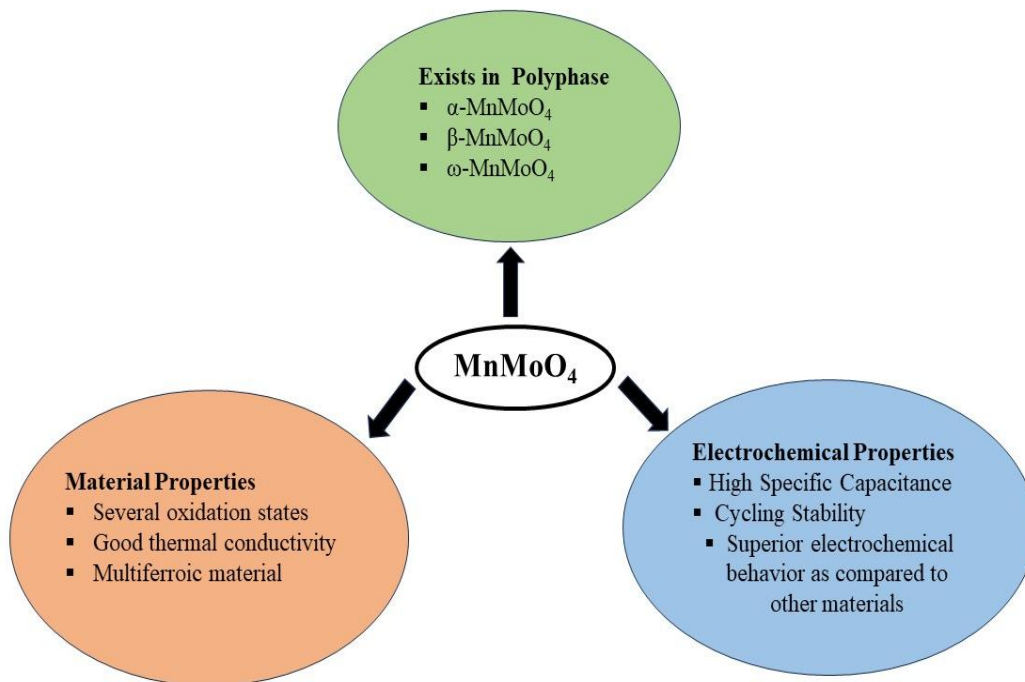 Exists in Polyphase
▪ α-MnMoO₄
▪ β-MnMoO₄
▪ ω-MnMoO₄
MnMoO₄
Material Properties
▪ Several oxidation states
▪ Good thermal conductivity
▪ Multiferroic material
Electrochemical Properties
▪ High Specific Capacitance
▪ Cycling Stability
▪ Superior electrochemical
behavior as compared to
other materials